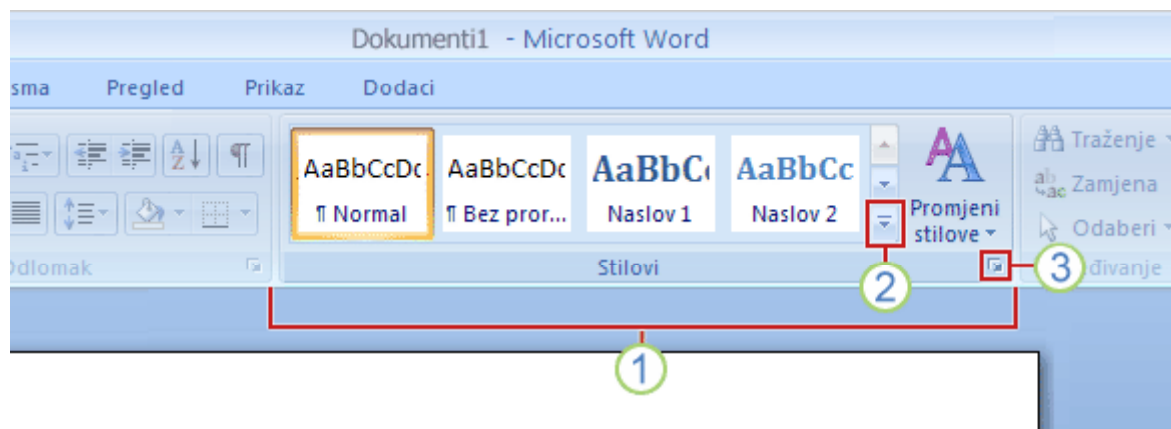 Dokumenti1 - Microsoft Word
Pregled Prikaz Dodaci
AaBbCcDc AaBbCcDc AaBbC AaBbCc
¶ Normal ¶ Bez pror... Naslov 1 Naslov 2
Promjeni
stilove
Traženje
Zamjena
Odaberi
Stilovi
1
2
3